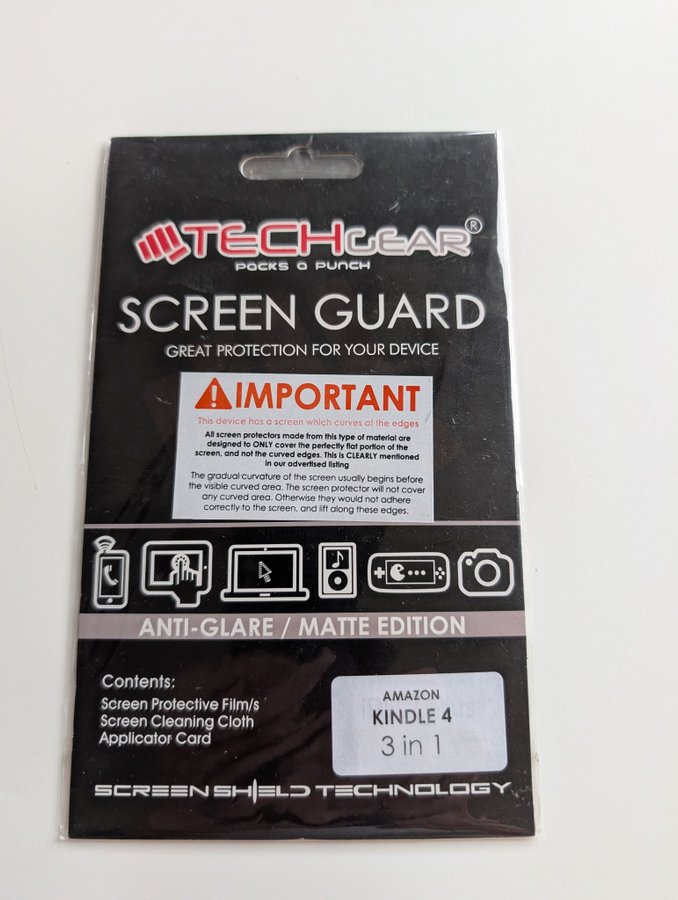 TECHGEAR®
PACKS A PUNCH
SCREEN GUARD
GREAT PROTECTION FOR YOUR DEVICE
IMPORTANT
This device has a screen which curves at the edges
All screen protectors made from this type of material are
designed to ONLY cover the perfectly flat portion of the
screen, and not the curved edges. This is CLEARLY mentioned
in our advertised listing
The gradual curvature of the screen usually begins before
the visible curved area. The screen protector will not cover
any curved area. Otherwise they would not adhere
correctly to the screen, and lift along these edges.
ANTI-GLARE / MATTE EDITION
Contents:
Screen Protective Film/s
Screen Cleaning Cloth
Applicator Card
AMAZON
KINDLE 4
3 in 1
SCREEN SHIELD TECHNOLOGY